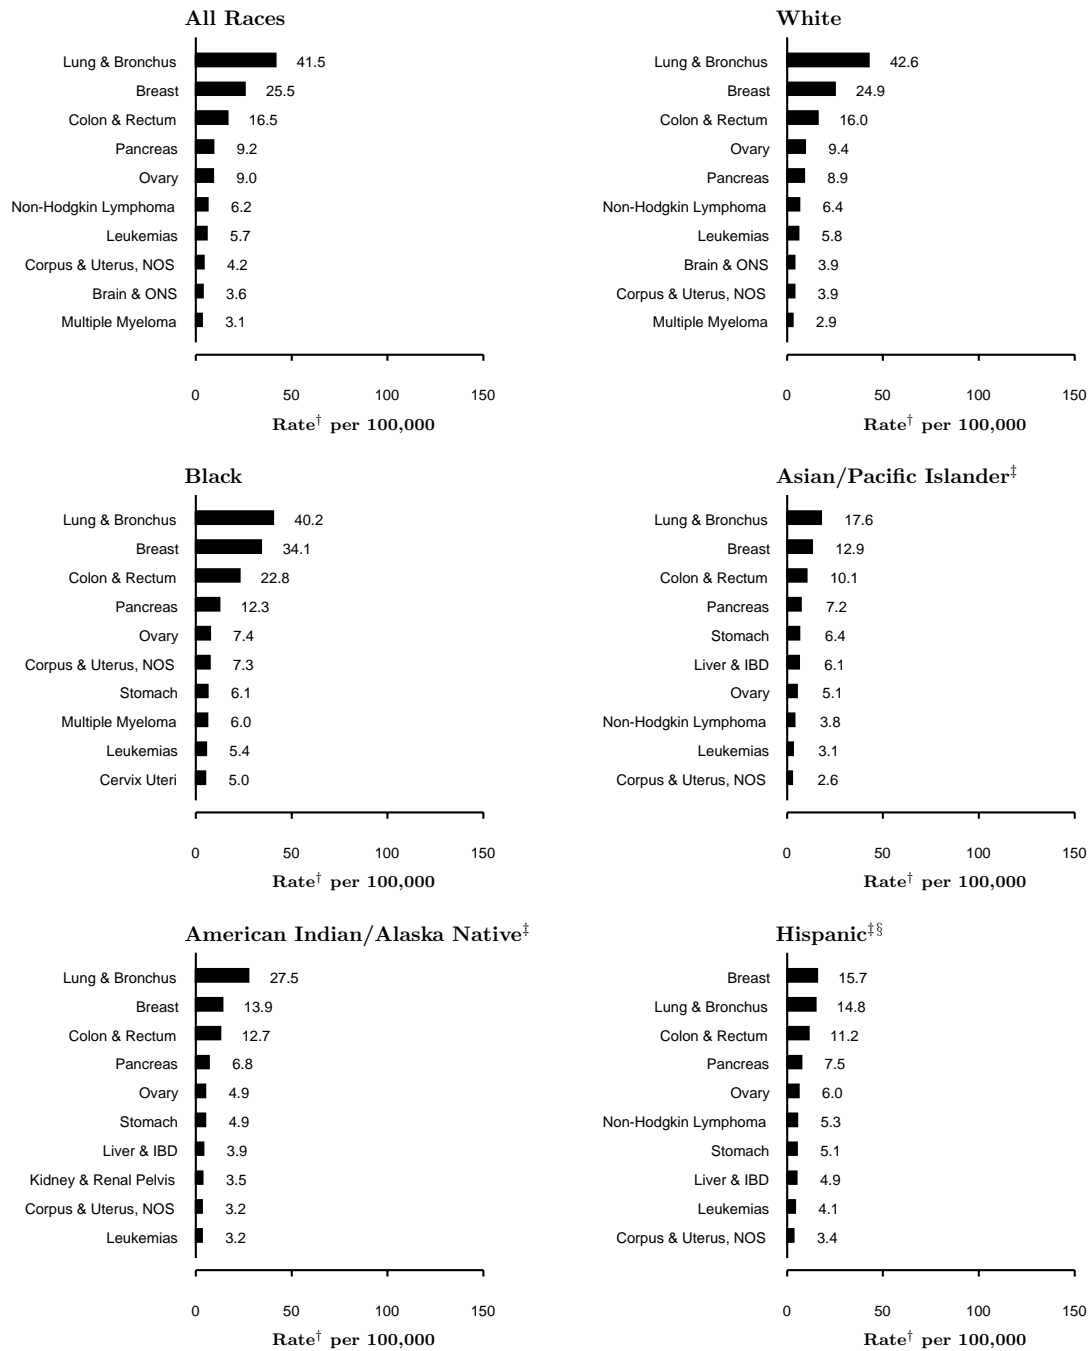 All Races
Lung & Bronchus 41.5
Breast 25.5
Colon & Rectum 16.5
Pancreas 9.2
Ovary 9.0
Non-Hodgkin Lymphoma 6.2
Leukemias 5.7
Corpus & Uterus, NOS 4.2
Brain & ONS 3.6
Multiple Myeloma 3.1
0 50 100 150
Rate† per 100,000
White
Lung & Bronchus 42.6
Breast 24.9
Colon & Rectum 16.0
Ovary 9.4
Pancreas 8.9
Non-Hodgkin Lymphoma 6.4
Leukemias 5.8
Brain & ONS 3.9
Corpus & Uterus, NOS 3.9
Multiple Myeloma 2.9
0 50 100 150
Rate† per 100,000
Black
Lung & Bronchus 40.2
Breast 34.1
Colon & Rectum 22.8
Pancreas 12.3
Ovary 7.4
Corpus & Uterus, NOS 7.3
Stomach 6.1
Multiple Myeloma 6.0
Leukemias 5.4
Cervix Uteri 5.0
0 50 100 150
Rate† per 100,000
Asian/Pacific Islander‡
Lung & Bronchus 17.6
Breast 12.9
Colon & Rectum 10.1
Pancreas 7.2
Stomach 6.4
Liver & IBD 6.1
Ovary 5.1
Non-Hodgkin Lymphoma 3.8
Leukemias 3.1
Corpus & Uterus, NOS 2.6
0 50 100 150
Rate† per 100,000
American Indian/Alaska Native‡
Lung & Bronchus 27.5
Breast 13.9
Colon & Rectum 12.7
Pancreas 6.8
Ovary 4.9
Stomach 4.9
Liver & IBD 3.9
Kidney & Renal Pelvis 3.5
Corpus & Uterus, NOS 3.2
Leukemias 3.2
0 50 100 150
Rate† per 100,000
Hispanic‡§
Breast 15.7
Lung & Bronchus 14.8
Colon & Rectum 11.2
Pancreas 7.5
Ovary 6.0
Non-Hodgkin Lymphoma 5.3
Stomach 5.1
Liver & IBD 4.9
Leukemias 4.1
Corpus & Uterus, NOS 3.4
0 50 100 150
Rate† per 100,000